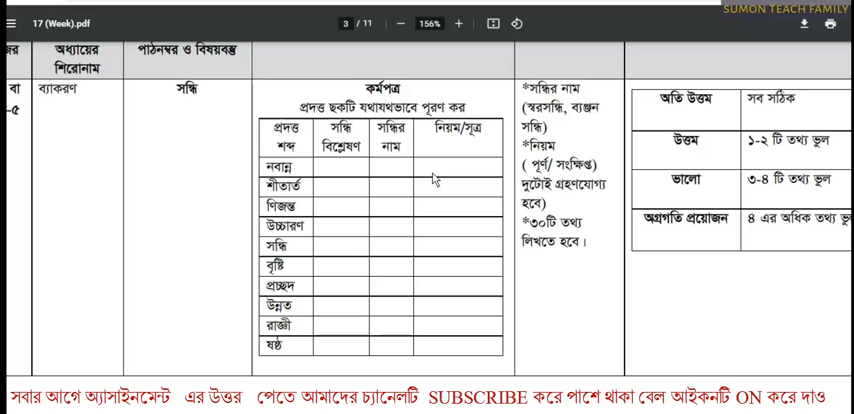 SUMON TEACH FAMILY
17 (Week).pdf
3 / 11
156%
অধ্যায়ের
শিরোনাম
পাঠনম্বর ও বিষয়বস্তু
বা
-৫
ব্যাকরণ
সন্ধি
কর্মপত্র
প্রদত্ত ছকটি যথাযথভাবে পূরণ কর
প্রদত্ত শব্দ
সন্ধি বিশ্লেষণ
সন্ধির নাম
নিয়ম/সূত্র
নবান্ন
শীতার্ত
ণিজন্ত
উচ্চারণ
সন্ধি
বৃষ্টি
প্রচ্ছদ
উন্নত
রাজ্ঞী
ষষ্ঠ
*সন্ধির নাম
(স্বরসন্ধি, ব্যঞ্জন
সন্ধি)
*নিয়ম
( পূর্ণ/ সংক্ষিপ্ত)
দুটোই গ্রহণযোগ্য
হবে)
*৩০টি তথ্য
লিখতে হবে।
অতি উত্তম
সব সঠিক
উত্তম
১-২ টি তথ্য ভুল
ভালো
৩-৪ টি তথ্য ভুল
অগ্রগতি প্রয়োজন
৪ এর অধিক তথ্য ভু
সবার আগে অ্যাসাইনমেন্ট এর উত্তর পেতে আমাদের চ্যানেলটি SUBSCRIBE করে পাশে থাকা বেল আইকনটি ON করে দাও